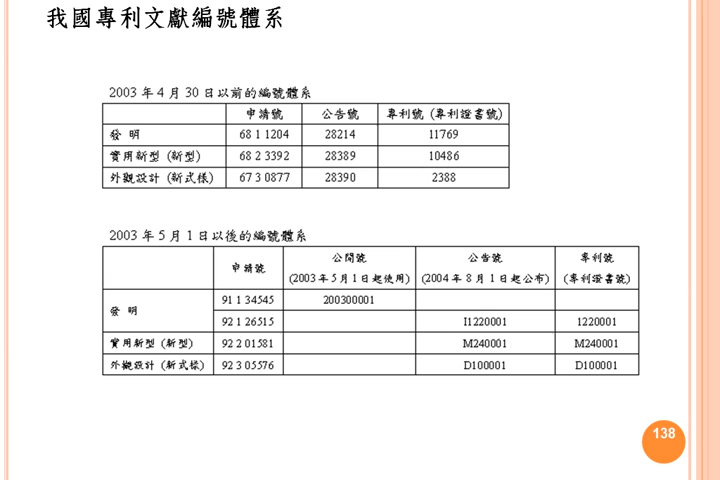 我國專利文獻編號體系
2003 年 4 月 30 日以前的編號體系
申請號 公告號 專利號 (專利證書號)
發 明 68 1 1204 28214 11769
實用新型 (新型) 68 2 3392 28389 10486
外觀設計 (新式樣) 67 3 0877 28390 2388
2003 年 5 月 1 日以後的編號體系
申請號 公開號 公告號 專利號
(2003 年 5 月 1 日起使用) (2004 年 8 月 1 日起公布) (專利證書號)
發 明 91 1 34545 200300001
92 1 26515 I1220001 1220001
實用新型 (新型) 92 2 01581 M240001 M240001
外觀設計 (新式樣) 92 3 05576 D100001 D100001
138